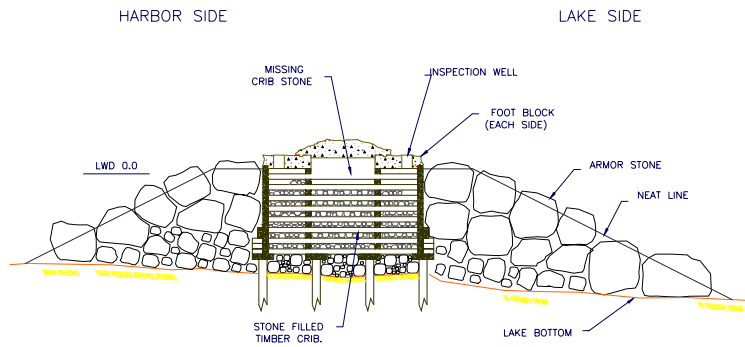 HARBOR SIDE
LAKE SIDE
MISSING
CRIB STONE
INSPECTION WELL
FOOT BLOCK
(EACH SIDE)
LWD 0.0
ARMOR STONE
NEAT LINE
STONE FILLED
TIMBER CRIB.
LAKE BOTTOM